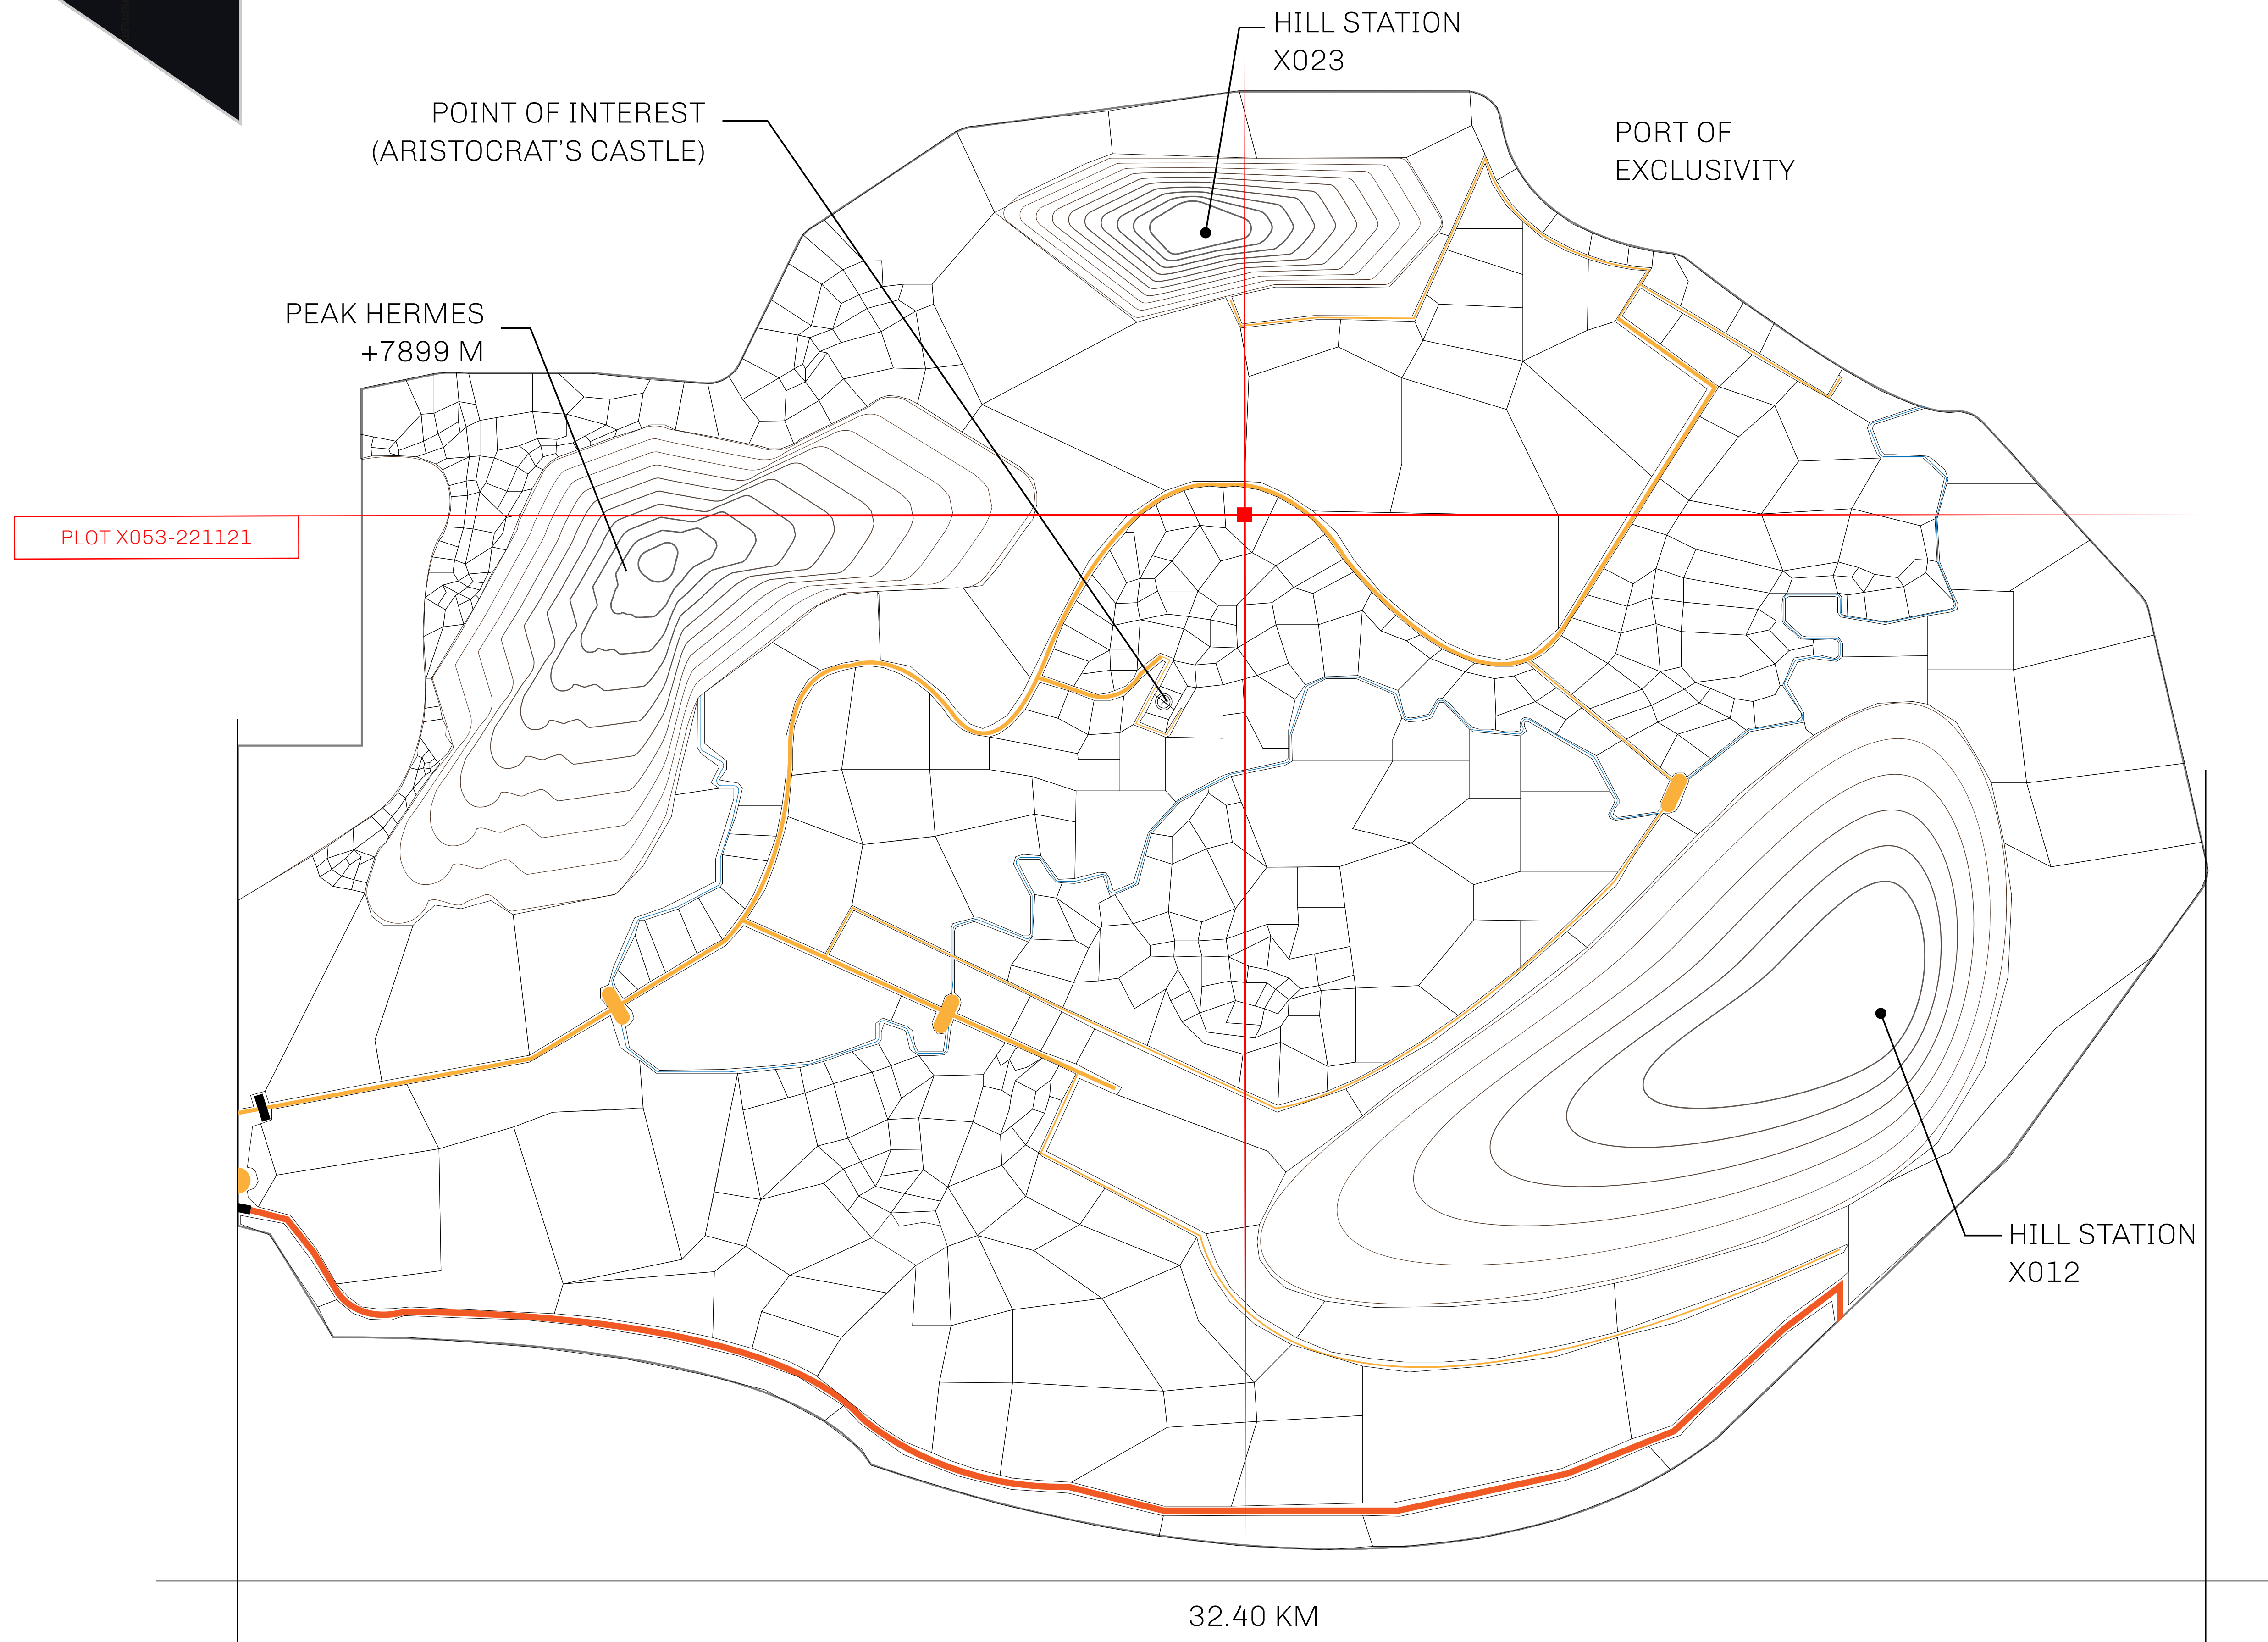 HILL STATION
X023
POINT OF INTEREST
(ARISTOCRAT'S CASTLE)
PORT OF
EXCLUSIVITY
PEAK HERMES
+7899 M
PLOT X053-221121
HILL STATION
X012
32.40 KM